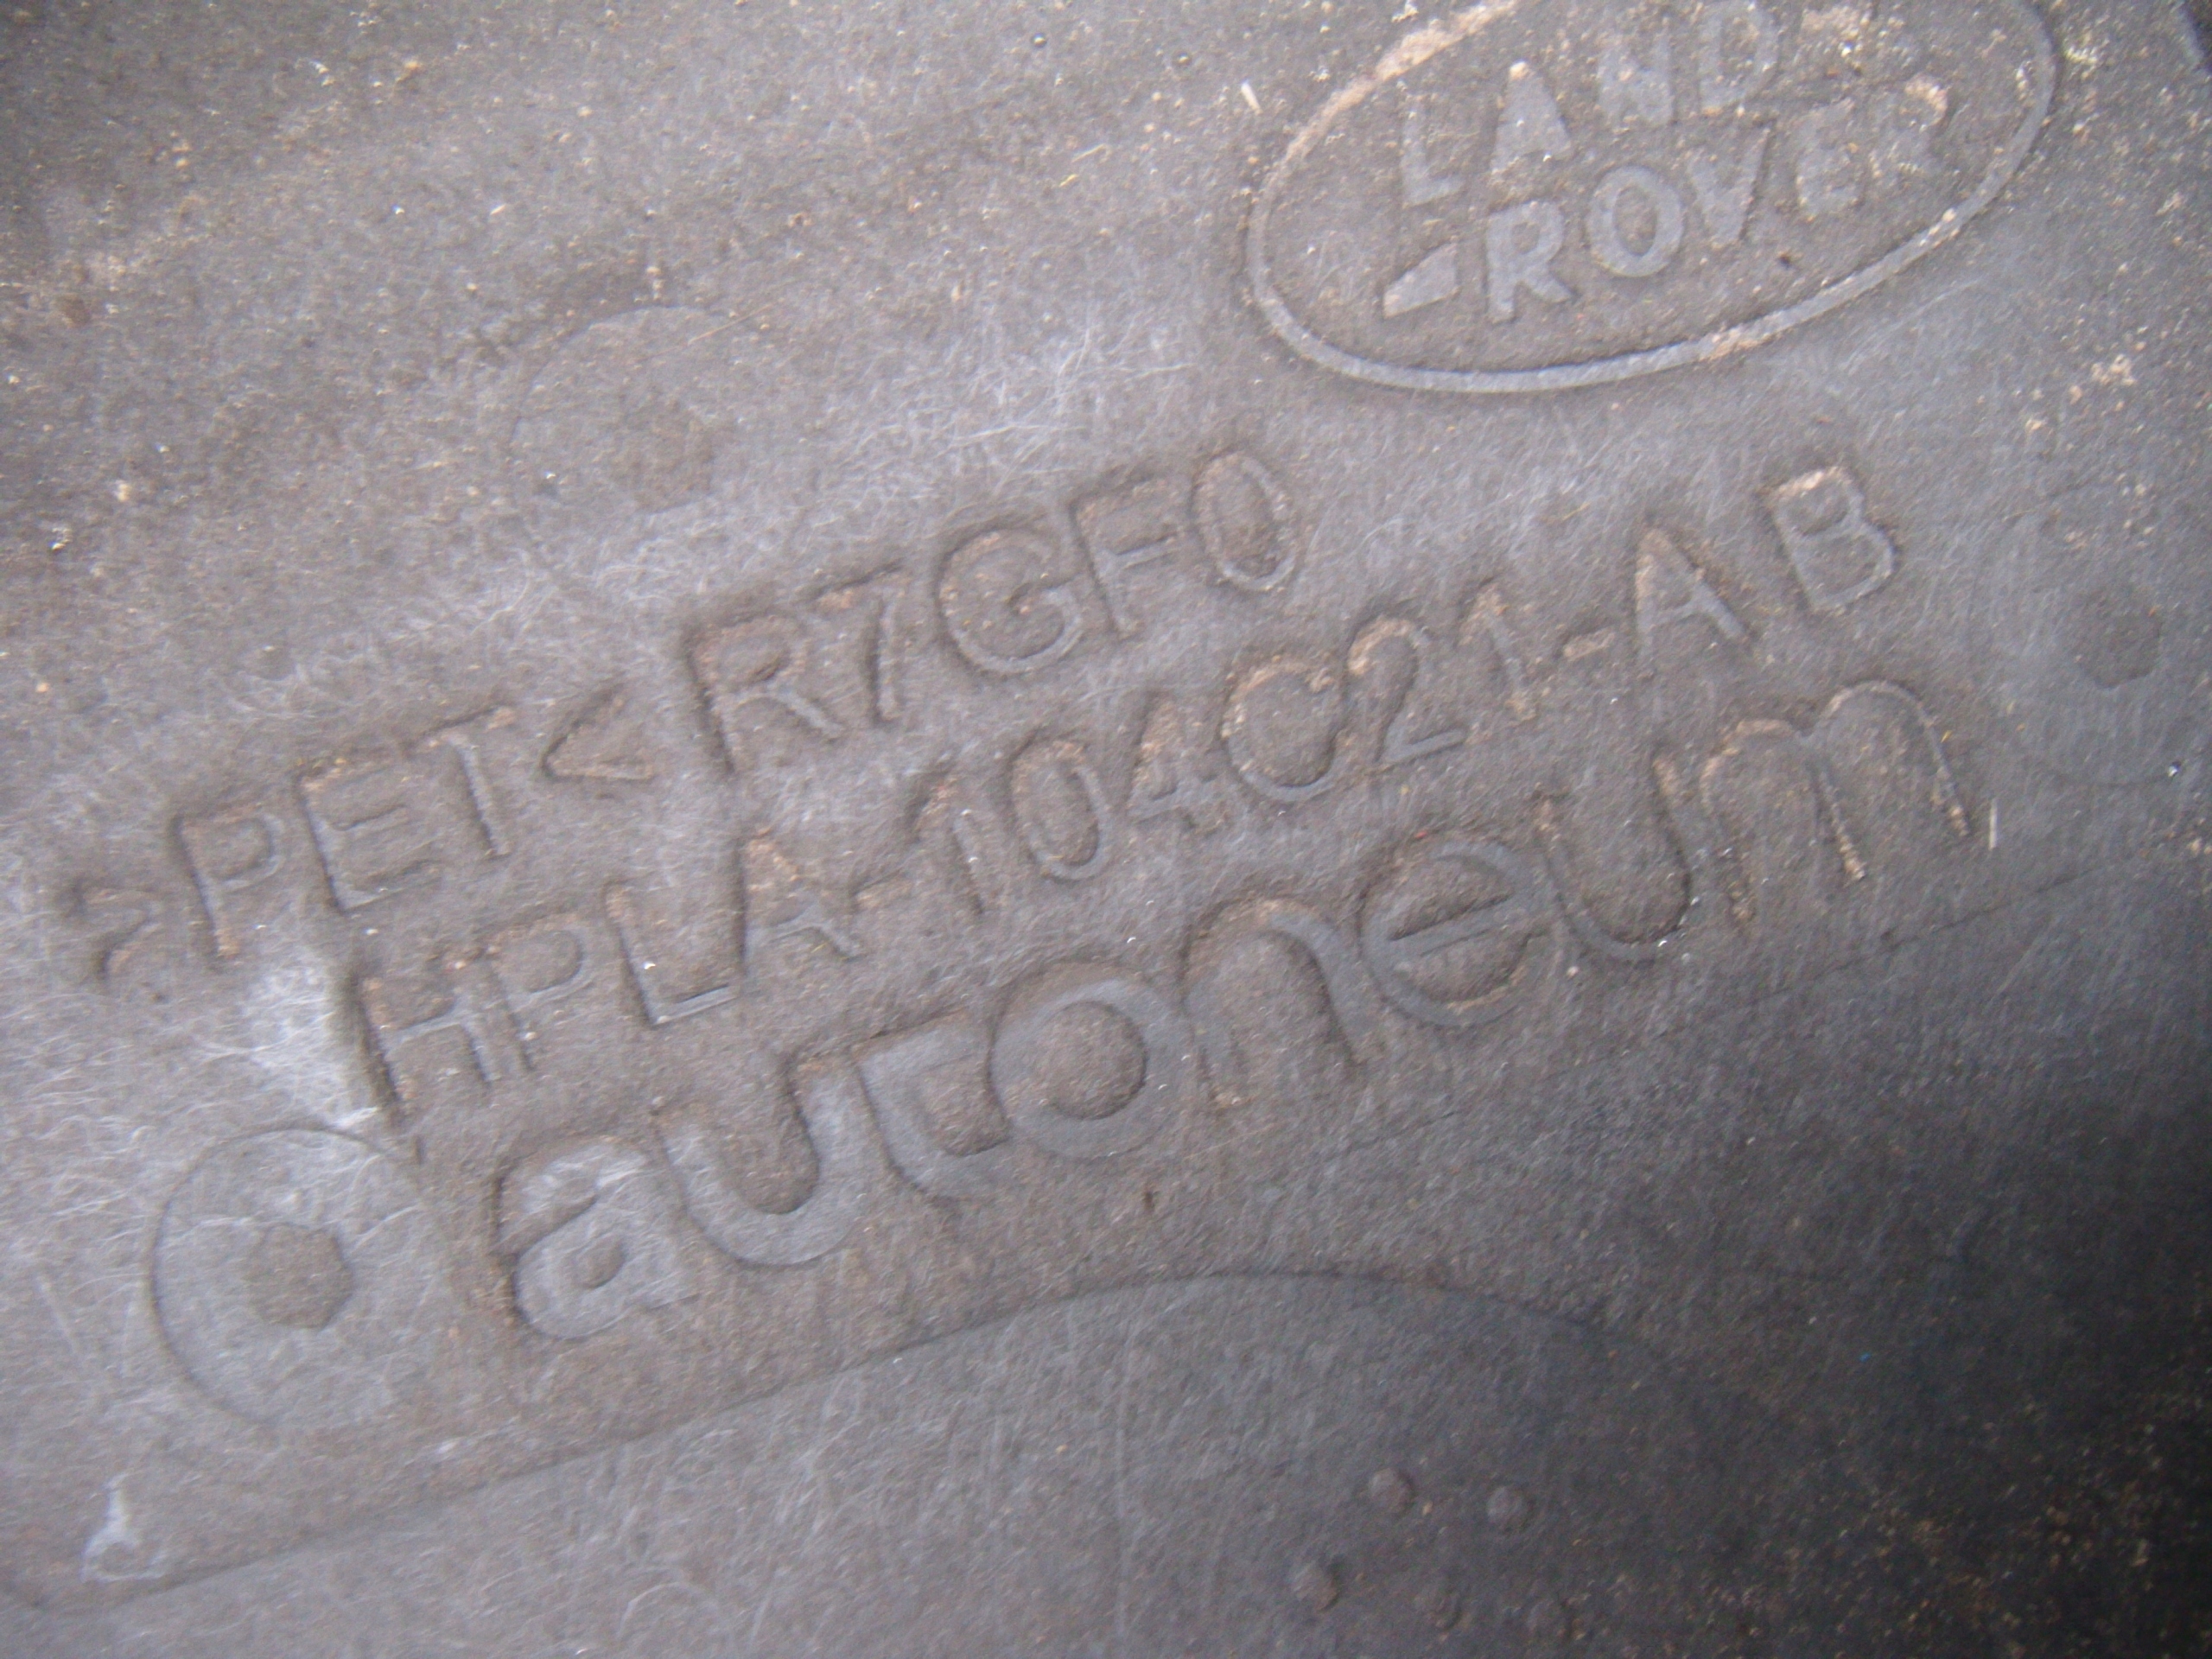 LAND
ROVER
>PET< R7GF0
HPLA-104C21-AB
autoneum